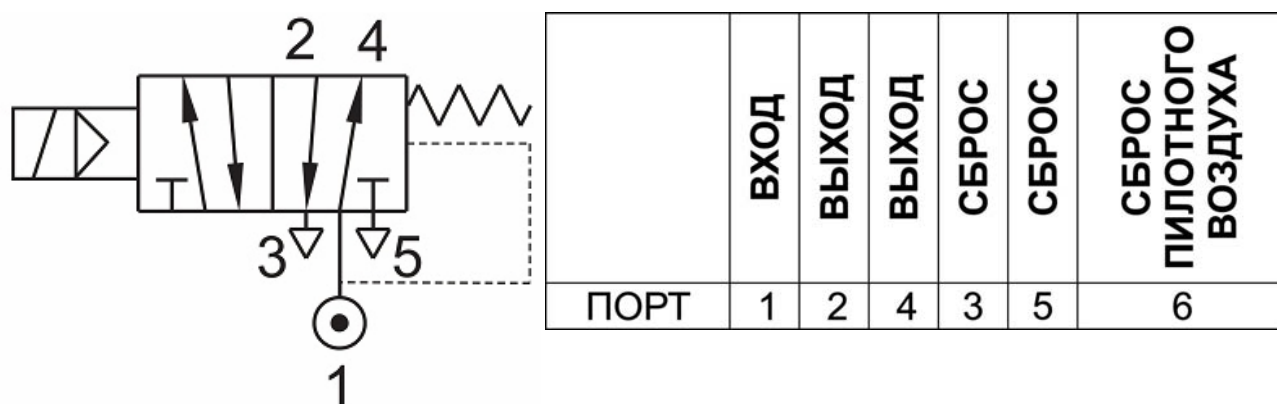 2 4
3 5
1
ВХОД
ВЫХОД
ВЫХОД
СБРОС
СБРОС
СБРОС
ПИЛОТНОГО
ВОЗДУХА
ПОРТ 1 2 4 3 5 6